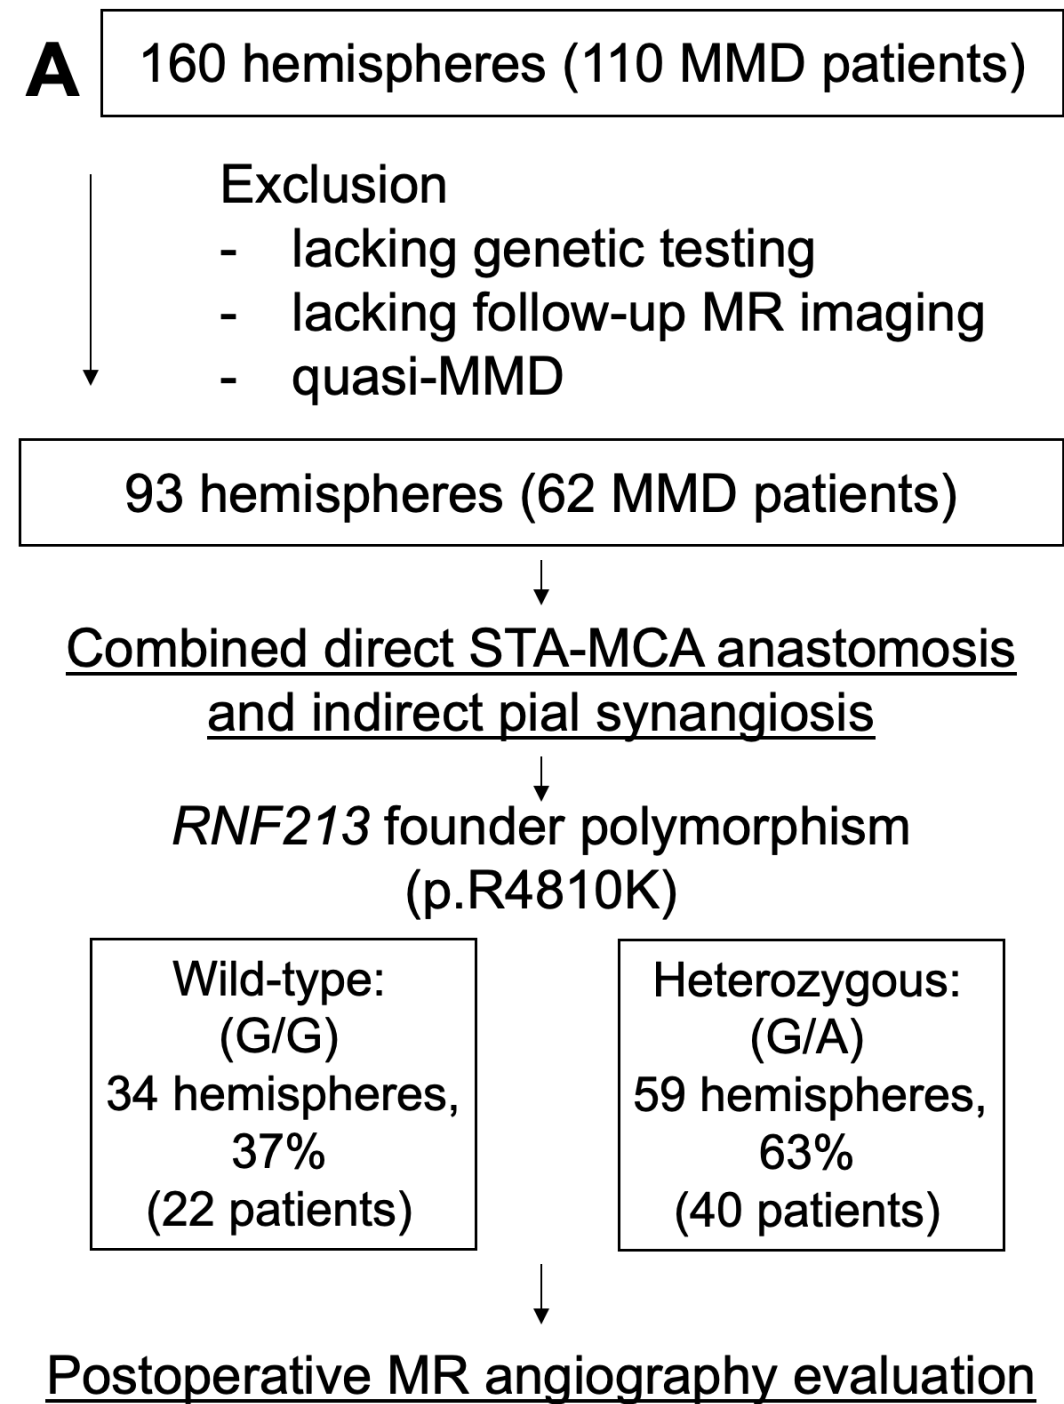 A
160 hemispheres (110 MMD patients)
Exclusion
- lacking genetic testing
- lacking follow-up MR imaging
- quasi-MMD
93 hemispheres (62 MMD patients)
Combined direct STA-MCA anastomosis
and indirect pial synangiosis
RNF213 founder polymorphism
(p.R4810K)
Wild-type:
(G/G)
34 hemispheres,
37%
(22 patients)
Heterozygous:
(G/A)
59 hemispheres,
63%
(40 patients)
Postoperative MR angiography evaluation